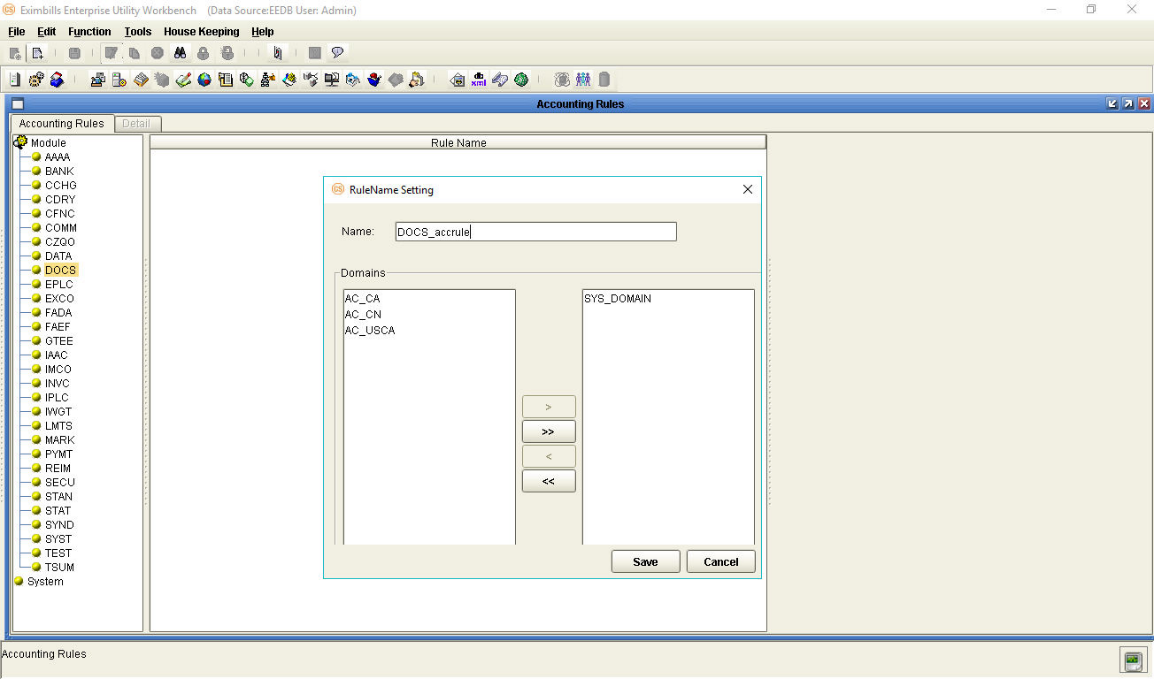 CS Eximbills Enterprise Utility Workbench (Data Source:EEDB User: Admin)
File Edit Function Tools House Keeping Help
xml
Accounting Rules
Accounting Rules Detail
Module
AAAA
BANK
CCHG
CDRY
CFNC
COMM
CZQO
DATA
DOCS
EPLC
EXCO
FADA
FAEF
GTEE
IAAC
IMCO
INVC
IPLC
IWGT
LMTS
MARK
PYMT
REIM
SECU
STAN
STAT
SYND
SYST
TEST
TSUM
System
Rule Name
CS RuleName Setting
Name: DOCS_accrule
Domains
AC_CA
AC_CN
AC_USCA
>
>>
<
<<
SYS_DOMAIN
Save Cancel
Accounting Rules